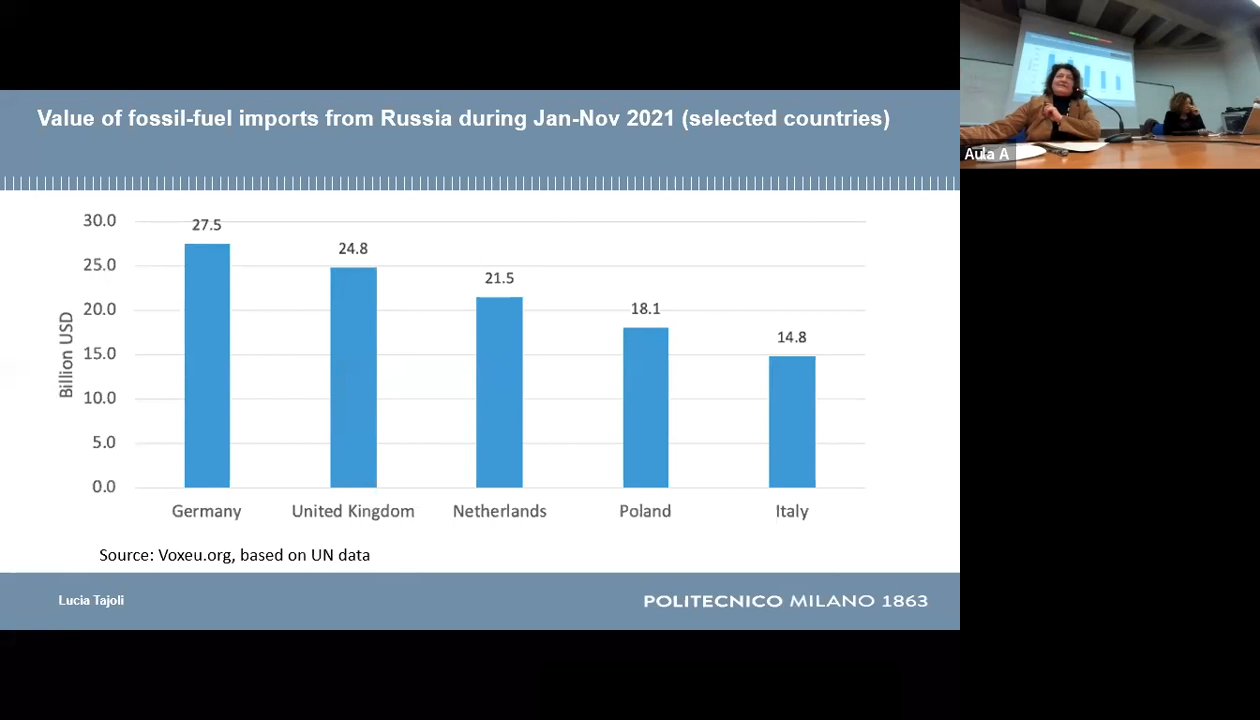 Value of fossil-fuel imports from Russia during Jan-Nov 2021 (selected countries)
Aula A
Billion USD
30.0
25.0
20.0
15.0
10.0
5.0
0.0
27.5
24.8
21.5
18.1
14.8
Germany
United Kingdom
Netherlands
Poland
Italy
Source: Voxeu.org, based on UN data
Lucia Tajoli
POLITECNICO MILANO 1863